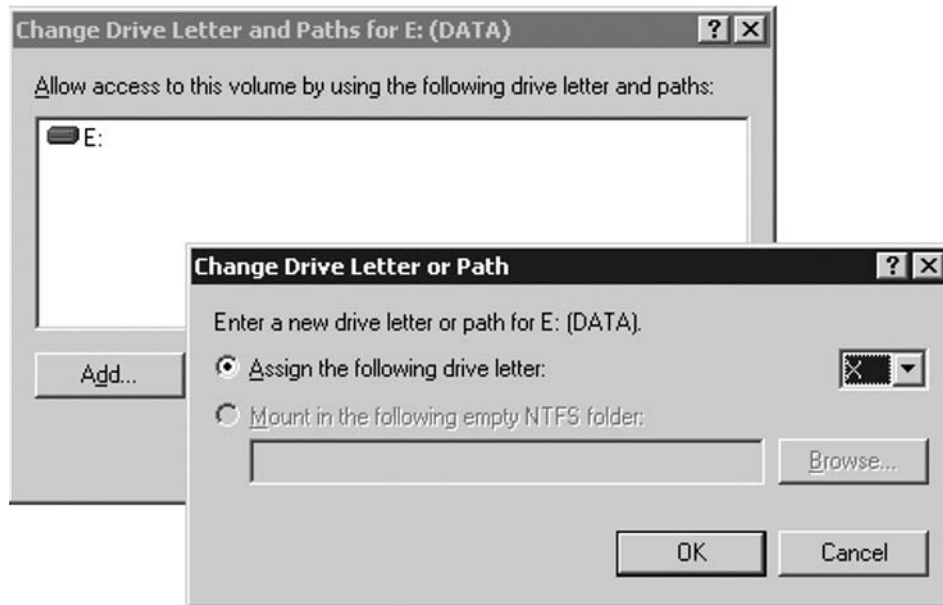 Change Drive Letter and Paths for E: (DATA)
Allow access to this volume by using the following drive letter and paths:
E:
Add...
Change Drive Letter or Path
Enter a new drive letter or path for E: (DATA).
Assign the following drive letter:
X
Mount in the following empty NTFS folder:
Browse...
OK
Cancel